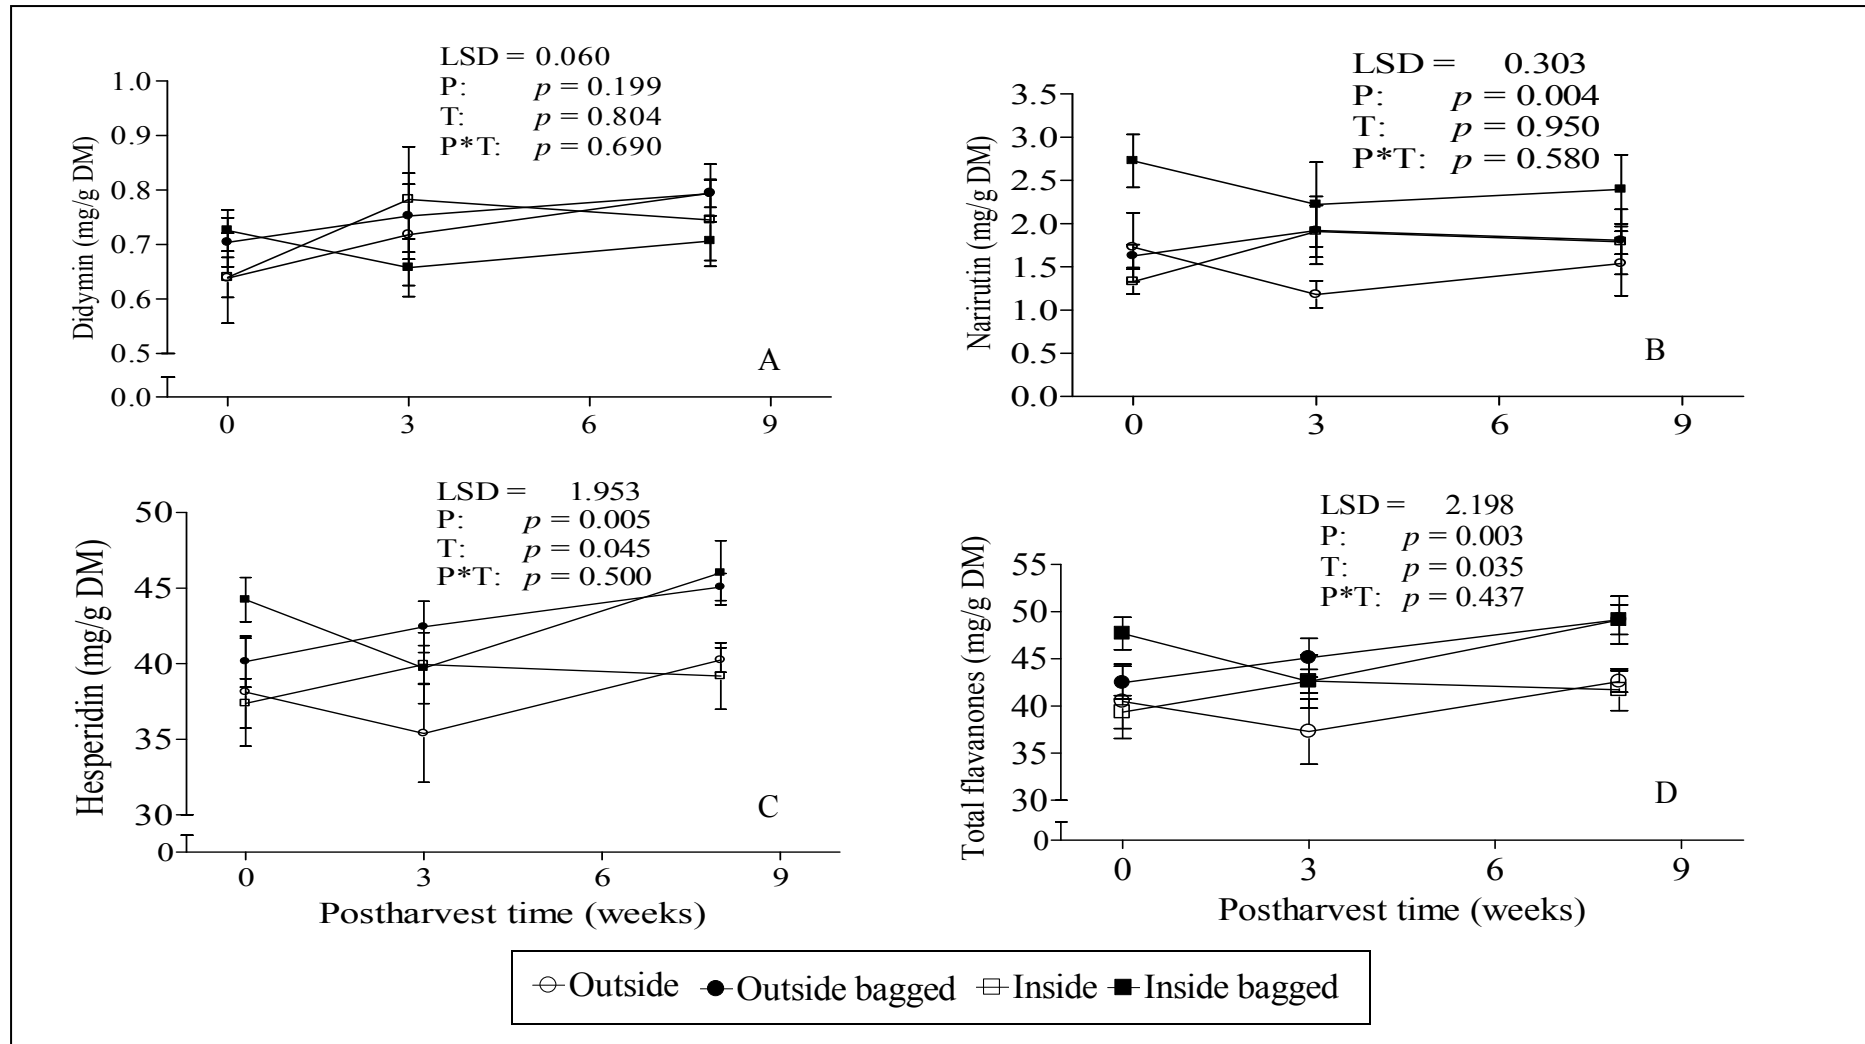 LSD = 0.060
P: p = 0.199
T: p = 0.804
P*T: p = 0.690
Didymin (mg/g DM)
1.0
0.9
0.8
0.7
0.6
0.5
0.0
0 3 6 9
A
LSD = 0.303
P: p = 0.004
T: p = 0.950
P*T: p = 0.580
Narirutin (mg/g DM)
3.5
3.0
2.5
2.0
1.5
1.0
0.5
0.0
0 3 6 9
B
LSD = 1.953
P: p = 0.005
T: p = 0.045
P*T: p = 0.500
Hesperidin (mg/g DM)
50
45
40
35
30
0
0 3 6 9
C
Postharvest time (weeks)
LSD = 2.198
P: p = 0.003
T: p = 0.035
P*T: p = 0.437
Total flavanones (mg/g DM)
55
50
45
40
35
30
0
0 3 6 9
D
Postharvest time (weeks)
Outside Outside bagged Inside Inside bagged